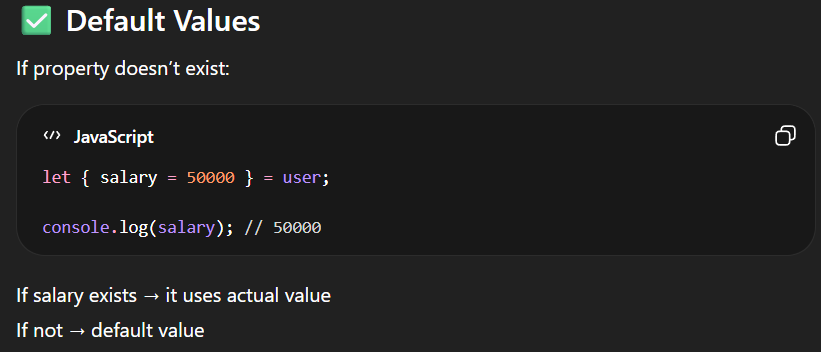 ✅ Default Values
If property doesn’t exist:
</> JavaScript
let { salary = 50000 } = user;
console.log(salary); // 50000
If salary exists → it uses actual value
If not → default value